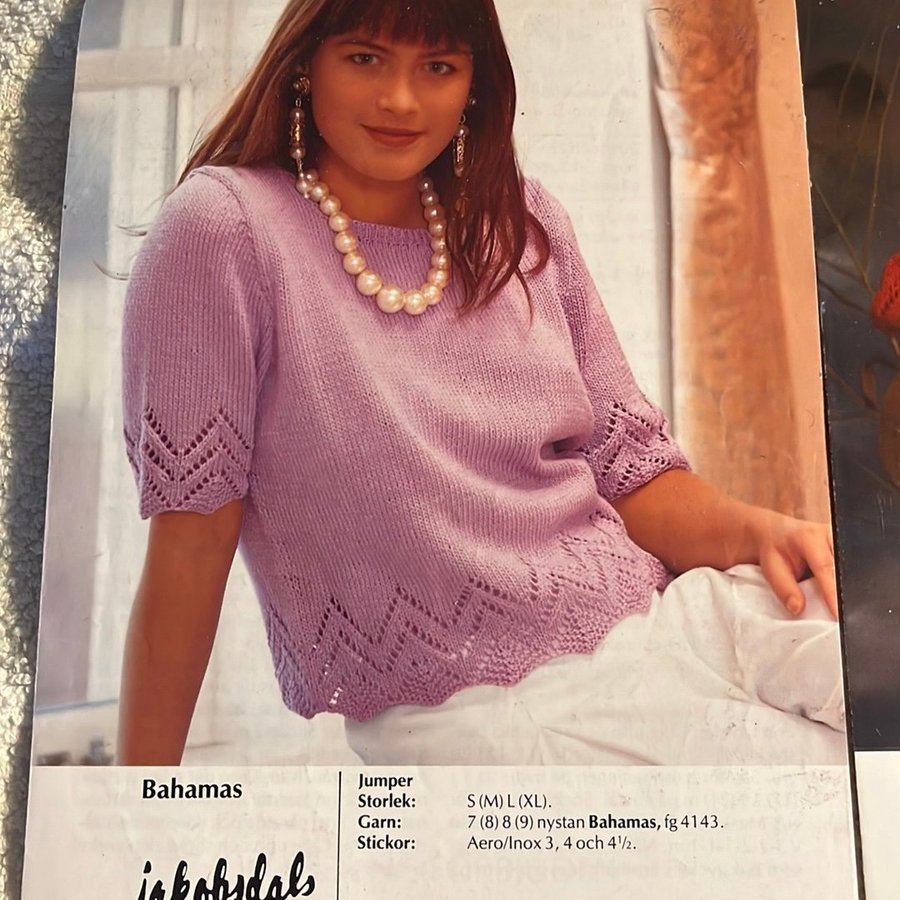 Bahamas
jakobsdals
Jumper
Storlek: S (M) L (XL).
Garn: 7 (8) 8 (9) nystan Bahamas, fg 4143.
Stickor: Aero/Inox 3, 4 och 4½.